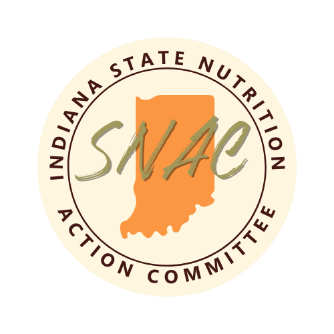 INDIANA STATE NUTRITION
SNAC
ACTION COMMITTEE